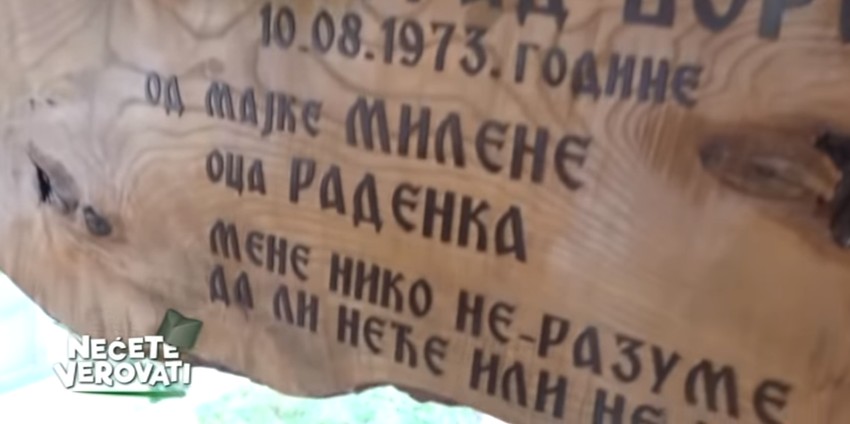 10.08.1973. ГОДИНЕ
ОД МАЈКЕ МИЛЕНЕ
ОЦА РАДЕНКА
МЕНЕ НИКО НЕ-РАЗУМЕ
ДА ЛИ НЕЋЕ ИЛИ НЕ
NEĆETE
VEROVATI